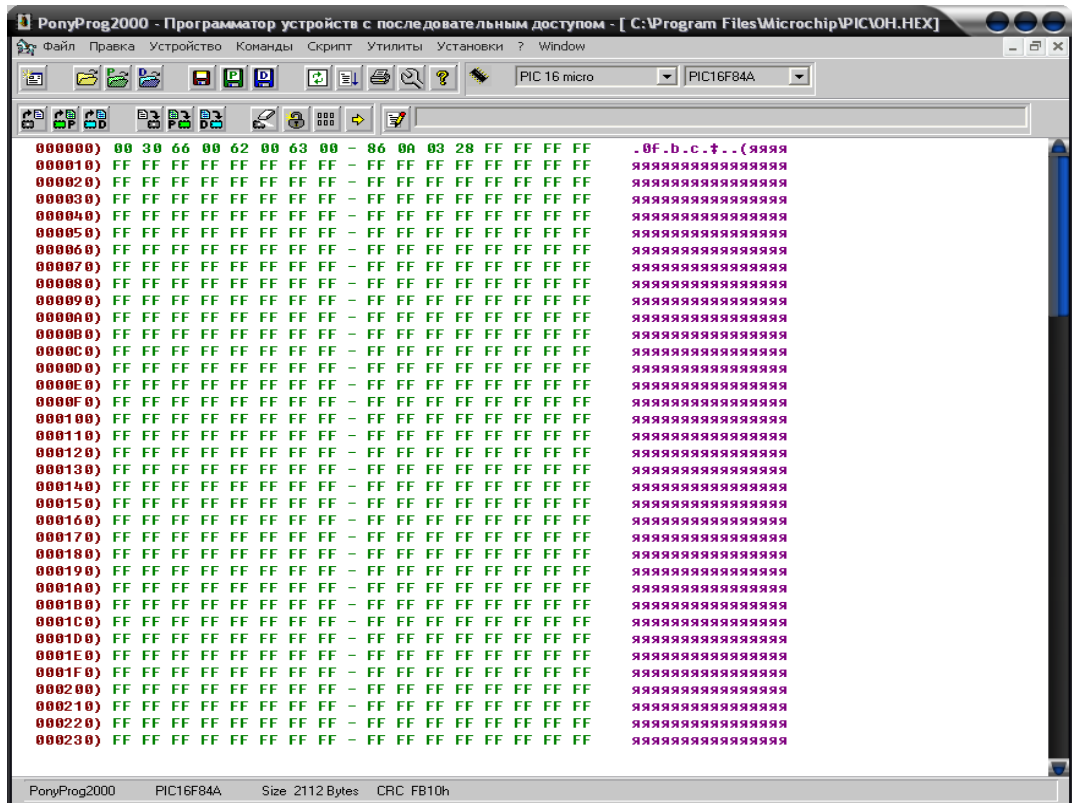 PonyProg2000 - Программатор устройств с последовательным доступом - [ C:\Program Files\Microchip\PIC\OH.HEX]
Файл Правка Устройство Команды Скрипт Утилиты Установки ? Window
PIC 16 micro PIC16F84A
000000) 00 30 66 00 62 00 63 00 - 86 0A 03 28 FF FF FF FF .0f.b.c.‡..(яяяя
000010) FF FF FF FF FF FF FF FF - FF FF FF FF FF FF FF FF яяяяяяяяяяяяяяяя
000020) FF FF FF FF FF FF FF FF - FF FF FF FF FF FF FF FF яяяяяяяяяяяяяяяя
000030) FF FF FF FF FF FF FF FF - FF FF FF FF FF FF FF FF яяяяяяяяяяяяяяяя
000040) FF FF FF FF FF FF FF FF - FF FF FF FF FF FF FF FF яяяяяяяяяяяяяяяя
000050) FF FF FF FF FF FF FF FF - FF FF FF FF FF FF FF FF яяяяяяяяяяяяяяяя
000060) FF FF FF FF FF FF FF FF - FF FF FF FF FF FF FF FF яяяяяяяяяяяяяяяя
000070) FF FF FF FF FF FF FF FF - FF FF FF FF FF FF FF FF яяяяяяяяяяяяяяяя
000080) FF FF FF FF FF FF FF FF - FF FF FF FF FF FF FF FF яяяяяяяяяяяяяяяя
000090) FF FF FF FF FF FF FF FF - FF FF FF FF FF FF FF FF яяяяяяяяяяяяяяяя
0000A0) FF FF FF FF FF FF FF FF - FF FF FF FF FF FF FF FF яяяяяяяяяяяяяяяя
0000B0) FF FF FF FF FF FF FF FF - FF FF FF FF FF FF FF FF яяяяяяяяяяяяяяяя
0000C0) FF FF FF FF FF FF FF FF - FF FF FF FF FF FF FF FF яяяяяяяяяяяяяяяя
0000D0) FF FF FF FF FF FF FF FF - FF FF FF FF FF FF FF FF яяяяяяяяяяяяяяяя
0000E0) FF FF FF FF FF FF FF FF - FF FF FF FF FF FF FF FF яяяяяяяяяяяяяяяя
0000F0) FF FF FF FF FF FF FF FF - FF FF FF FF FF FF FF FF яяяяяяяяяяяяяяяя
000100) FF FF FF FF FF FF FF FF - FF FF FF FF FF FF FF FF яяяяяяяяяяяяяяяя
000110) FF FF FF FF FF FF FF FF - FF FF FF FF FF FF FF FF яяяяяяяяяяяяяяяя
000120) FF FF FF FF FF FF FF FF - FF FF FF FF FF FF FF FF яяяяяяяяяяяяяяяя
000130) FF FF FF FF FF FF FF FF - FF FF FF FF FF FF FF FF яяяяяяяяяяяяяяяя
000140) FF FF FF FF FF FF FF FF - FF FF FF FF FF FF FF FF яяяяяяяяяяяяяяяя
000150) FF FF FF FF FF FF FF FF - FF FF FF FF FF FF FF FF яяяяяяяяяяяяяяяя
000160) FF FF FF FF FF FF FF FF - FF FF FF FF FF FF FF FF яяяяяяяяяяяяяяяя
000170) FF FF FF FF FF FF FF FF - FF FF FF FF FF FF FF FF яяяяяяяяяяяяяяяя
000180) FF FF FF FF FF FF FF FF - FF FF FF FF FF FF FF FF яяяяяяяяяяяяяяяя
000190) FF FF FF FF FF FF FF FF - FF FF FF FF FF FF FF FF яяяяяяяяяяяяяяяя
0001A0) FF FF FF FF FF FF FF FF - FF FF FF FF FF FF FF FF яяяяяяяяяяяяяяяя
0001B0) FF FF FF FF FF FF FF FF - FF FF FF FF FF FF FF FF яяяяяяяяяяяяяяяя
0001C0) FF FF FF FF FF FF FF FF - FF FF FF FF FF FF FF FF яяяяяяяяяяяяяяяя
0001D0) FF FF FF FF FF FF FF FF - FF FF FF FF FF FF FF FF яяяяяяяяяяяяяяяя
0001E0) FF FF FF FF FF FF FF FF - FF FF FF FF FF FF FF FF яяяяяяяяяяяяяяяя
0001F0) FF FF FF FF FF FF FF FF - FF FF FF FF FF FF FF FF яяяяяяяяяяяяяяяя
000200) FF FF FF FF FF FF FF FF - FF FF FF FF FF FF FF FF яяяяяяяяяяяяяяяя
000210) FF FF FF FF FF FF FF FF - FF FF FF FF FF FF FF FF яяяяяяяяяяяяяяяя
000220) FF FF FF FF FF FF FF FF - FF FF FF FF FF FF FF FF яяяяяяяяяяяяяяяя
000230) FF FF FF FF FF FF FF FF - FF FF FF FF FF FF FF FF яяяяяяяяяяяяяяяя
PonyProg2000 PIC16F84A Size 2112 Bytes CRC FB10h